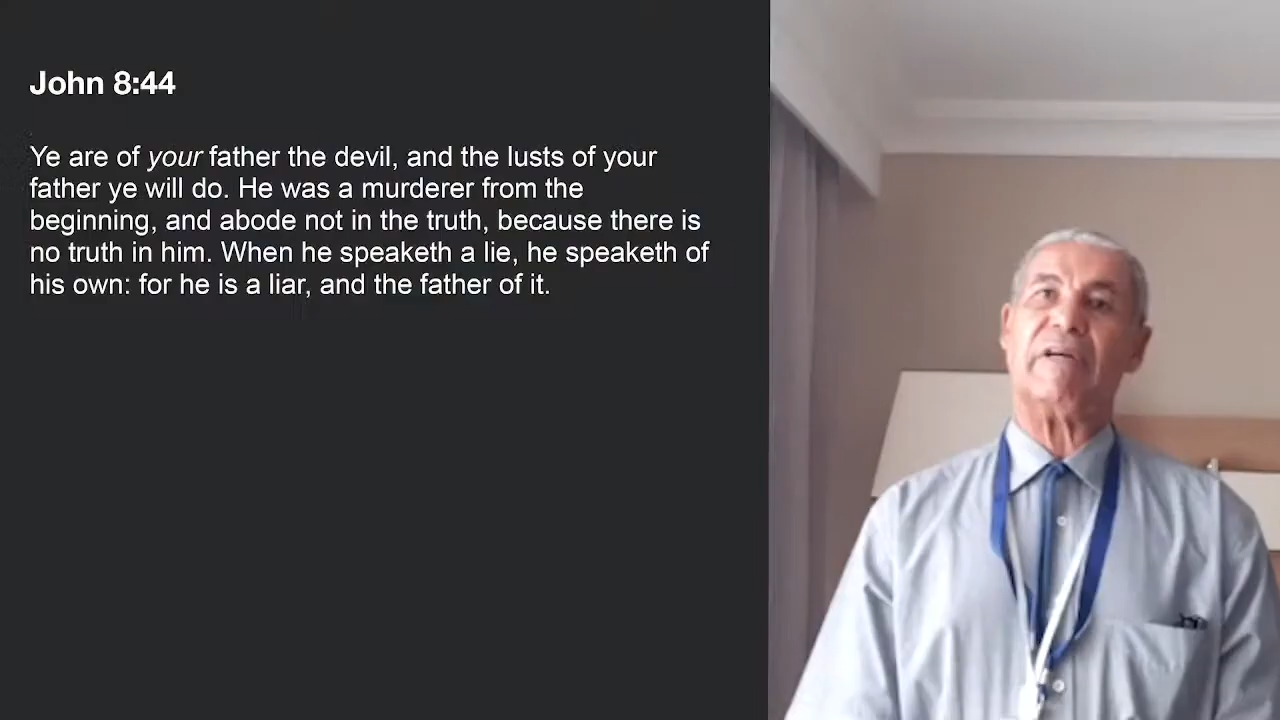 John 8:44
Ye are of your father the devil, and the lusts of your
father ye will do. He was a murderer from the
beginning, and abode not in the truth, because there is
no truth in him. When he speaketh a lie, he speaketh of
his own: for he is a liar, and the father of it.